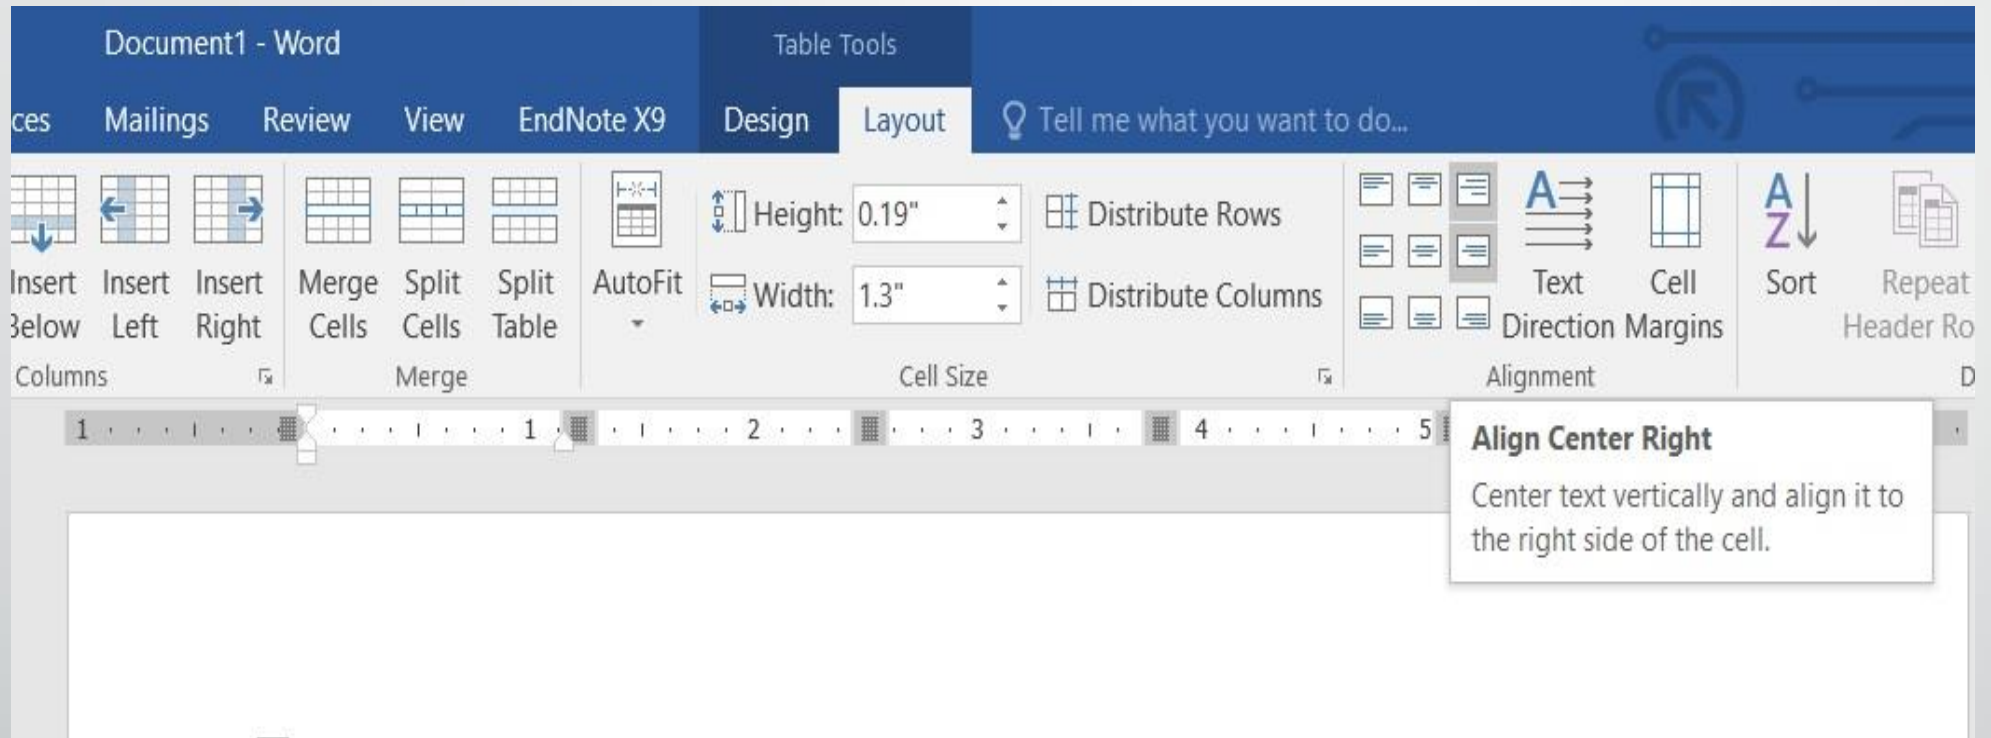 Document1 - Word
Table Tools
ces Mailings Review View EndNote X9 Design Layout Tell me what you want to do...
Height: 0.19" Distribute Rows
Width: 1.3" Distribute Columns
Insert Below
Insert Left
Insert Right
Merge Cells
Split Cells
Split Table
AutoFit
Text Direction
Cell Margins
A Z Sort
Repeat Header Ro
Columns Merge Cell Size Alignment D
1 1 2 3 4 5
Align Center Right
Center text vertically and align it to
the right side of the cell.